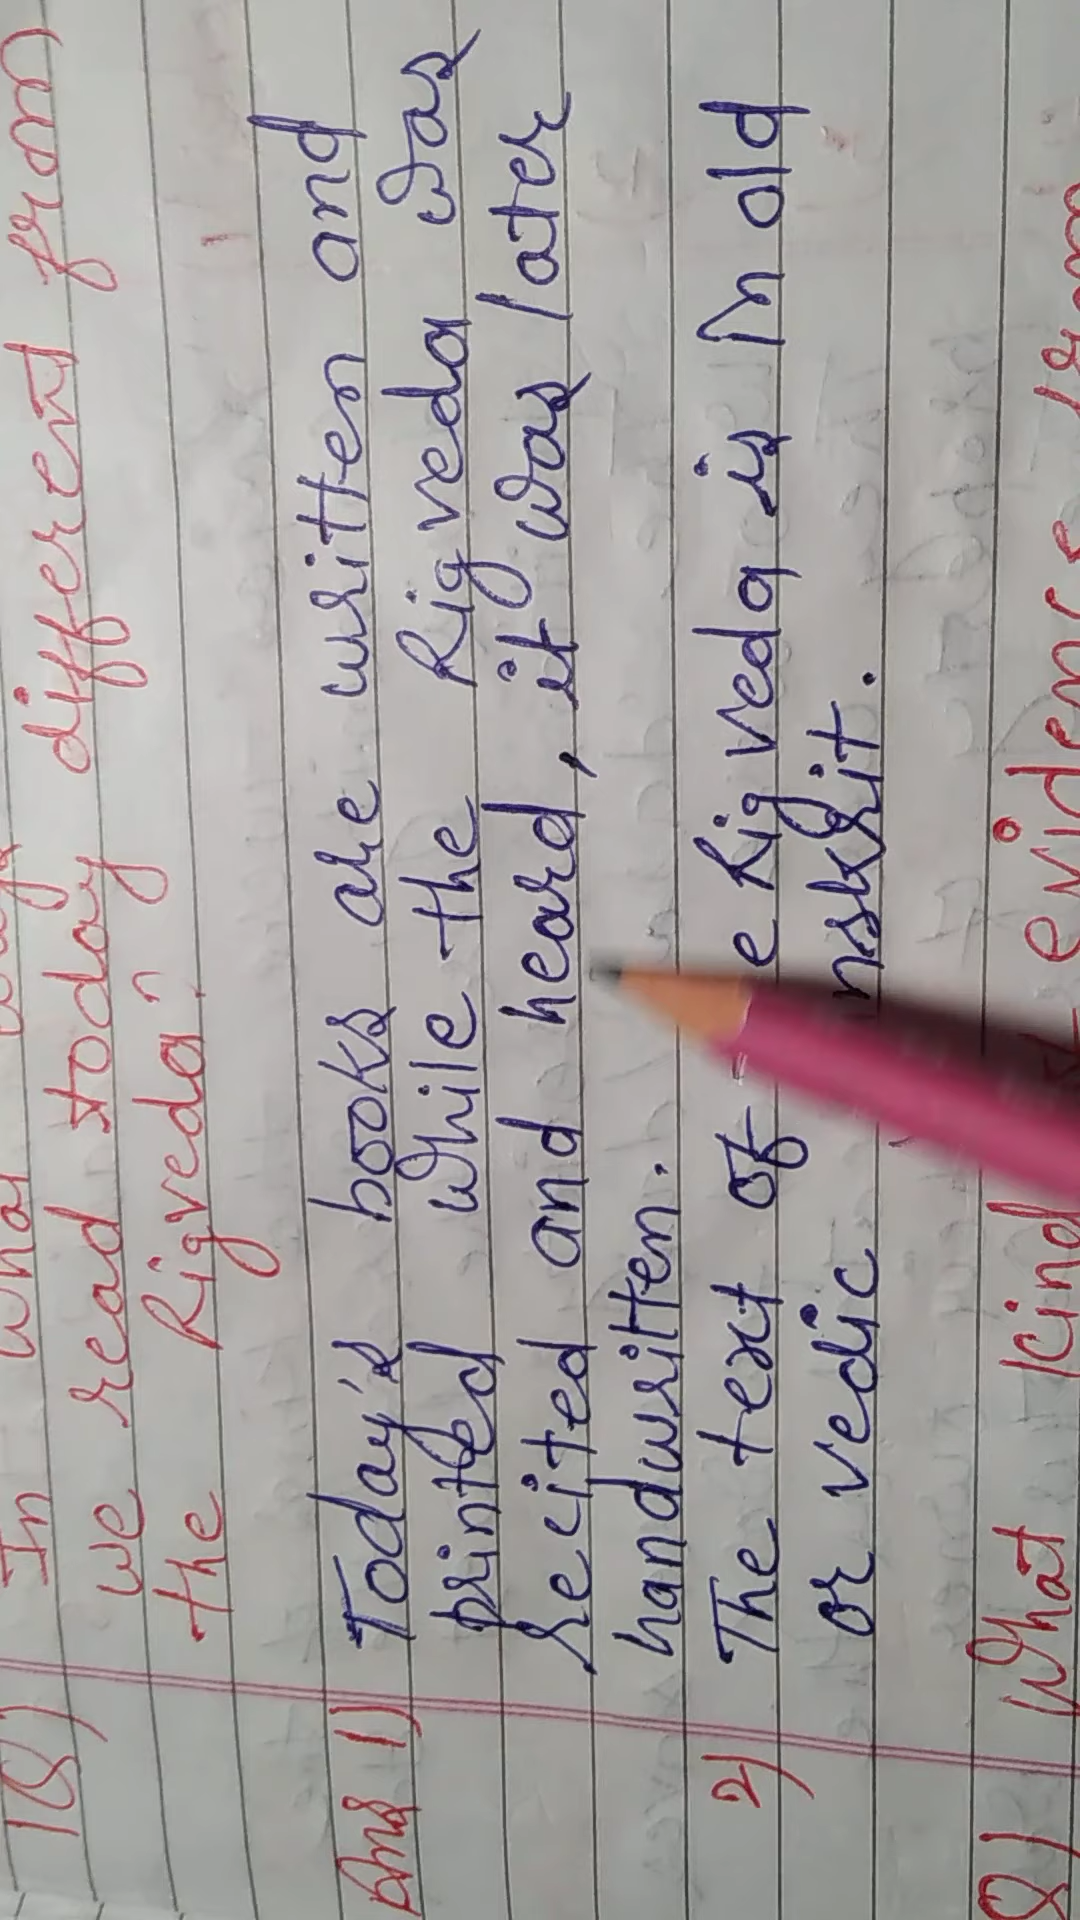 1Q) In what
we read today different from
the Rigveda"
Ans 1) Today's books are written and
printed while the Rigveda was
recited and heard, it was later
handwritten.
2) The text of e Rigveda is in old
or vedic nskrit.
Q) What kind evidence